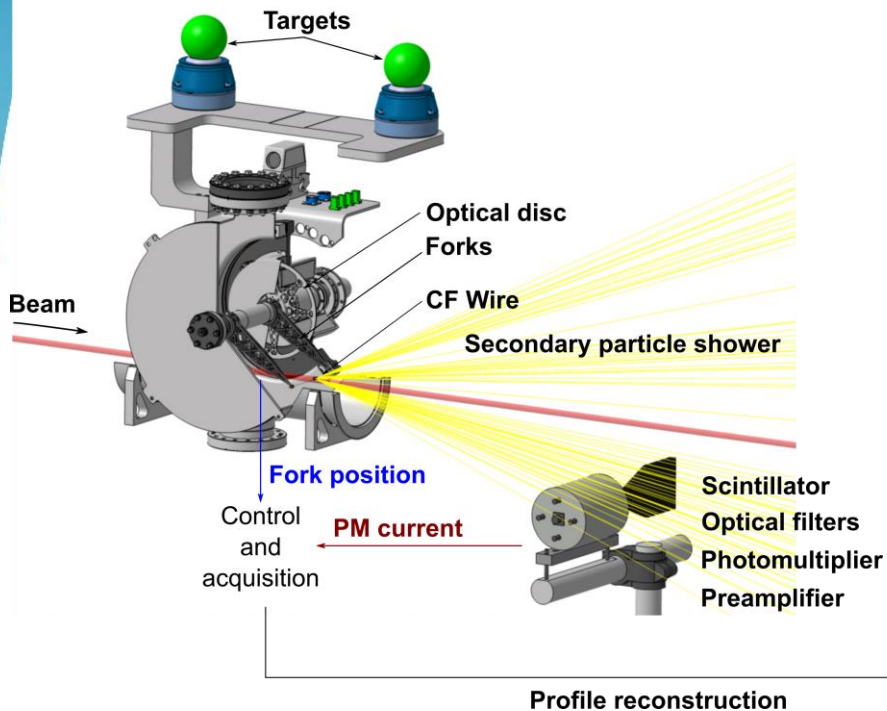 Targets
Optical disc
Forks
Beam
CF Wire
Secondary particle shower
Fork position
Scintillator
Control
and
acquisition
PM current
Optical filters
Photomultiplier
Preamplifier
Profile reconstruction